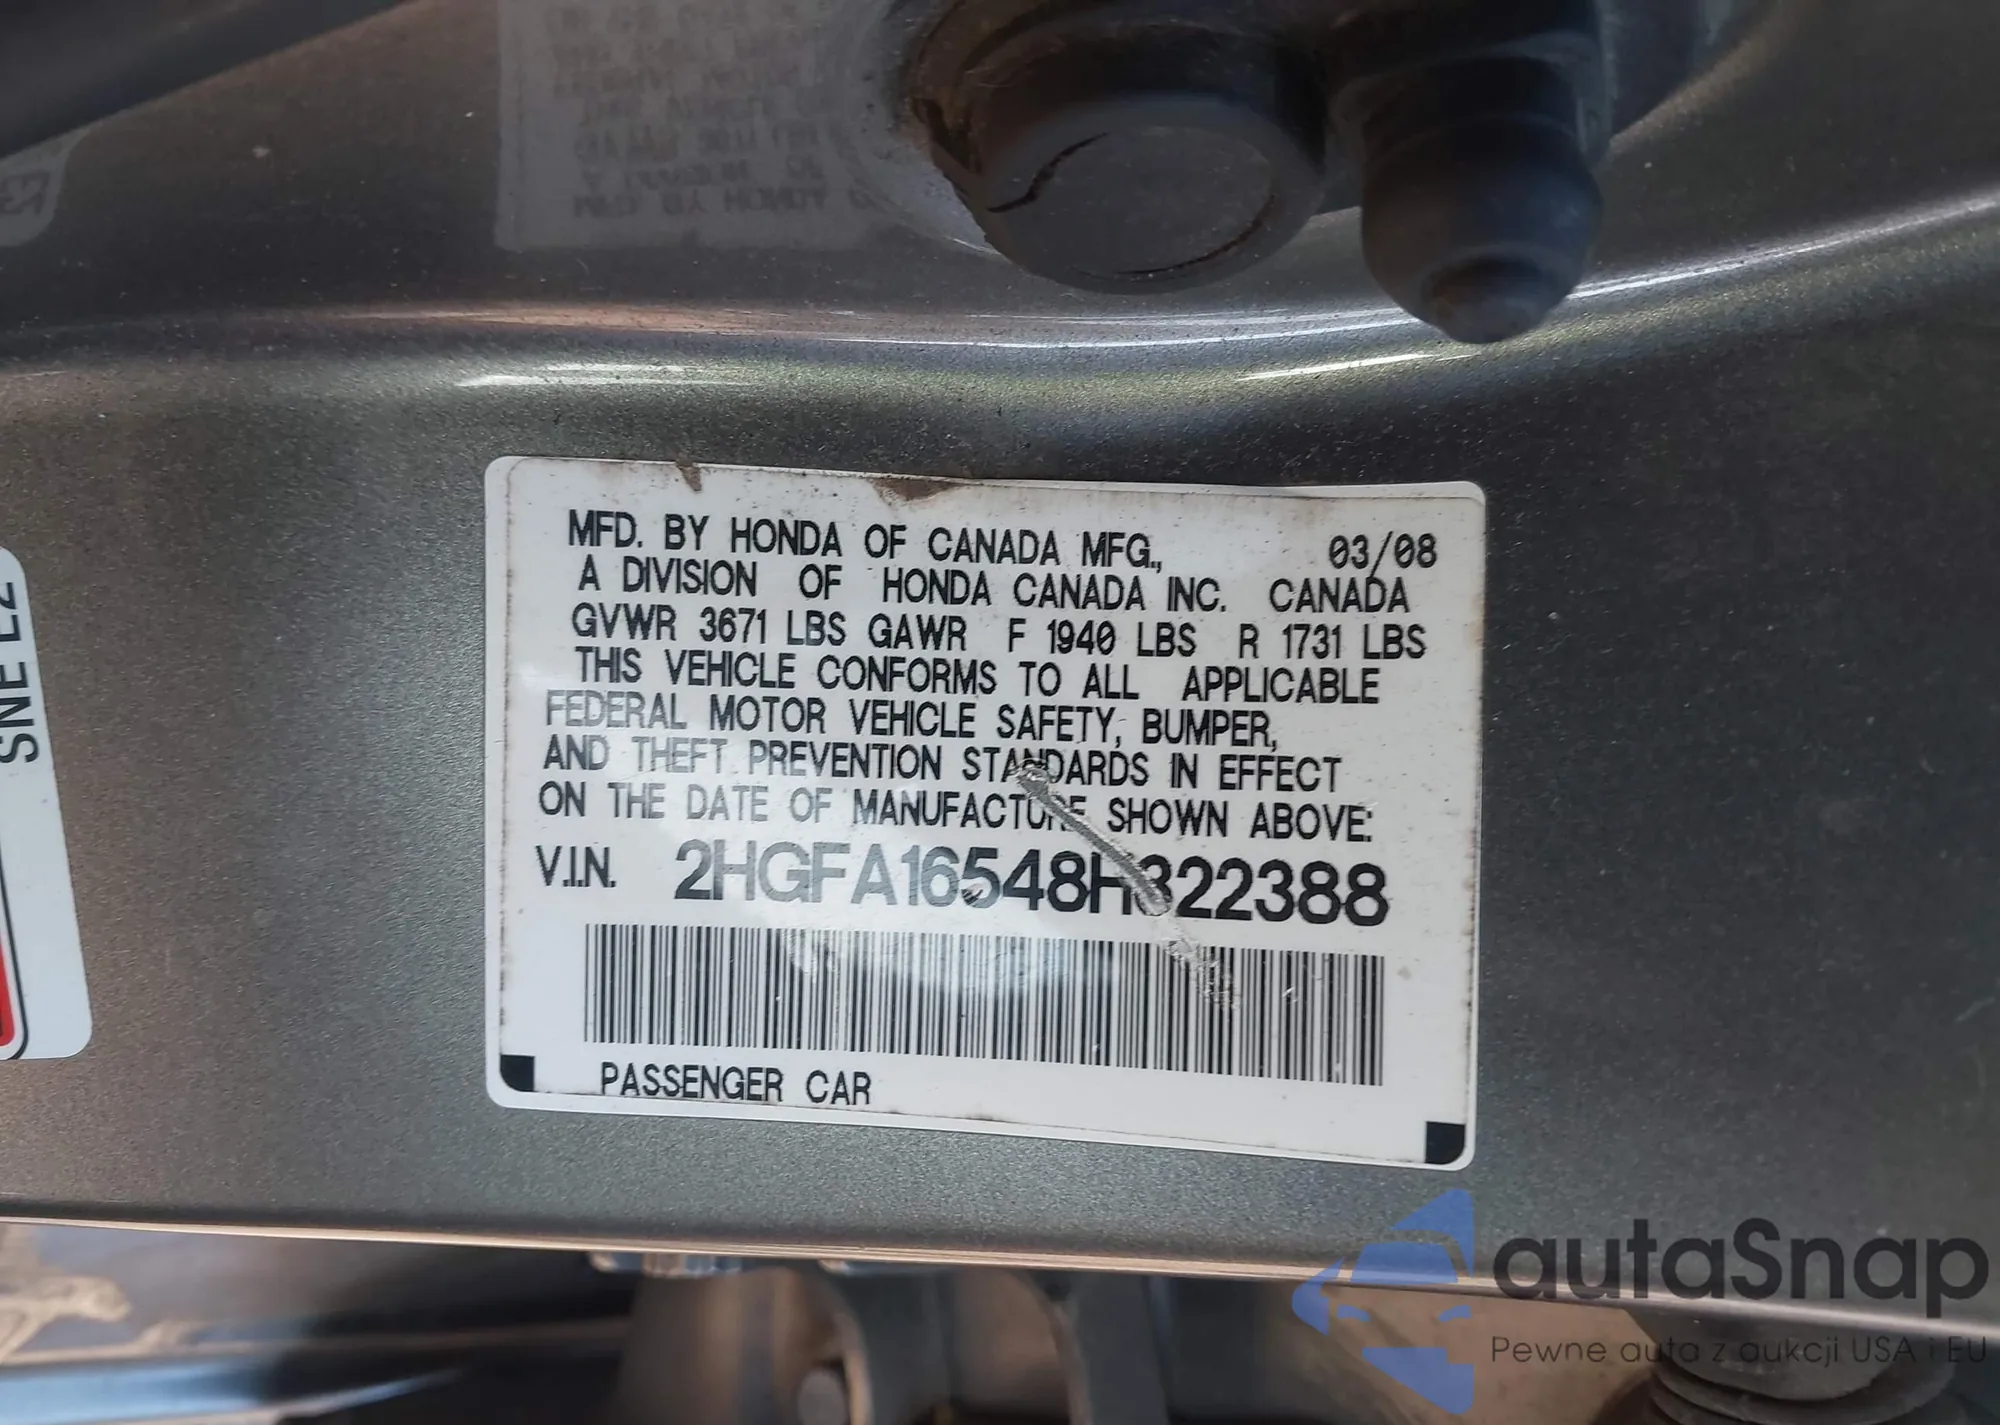 MFD. BY HONDA OF CANADA MFG., 03/08
A DIVISION OF HONDA CANADA INC. CANADA
GVWR 3671 LBS GAWR F 1940 LBS R 1731 LBS
THIS VEHICLE CONFORMS TO ALL APPLICABLE
FEDERAL MOTOR VEHICLE SAFETY, BUMPER,
AND THEFT PREVENTION STANDARDS IN EFFECT
ON THE DATE OF MANUFACTURE SHOWN ABOVE:
V.I.N. 2HGFA16548H322388
PASSENGER CAR
autaSnap
Pewne auta z aukcji USA i EU